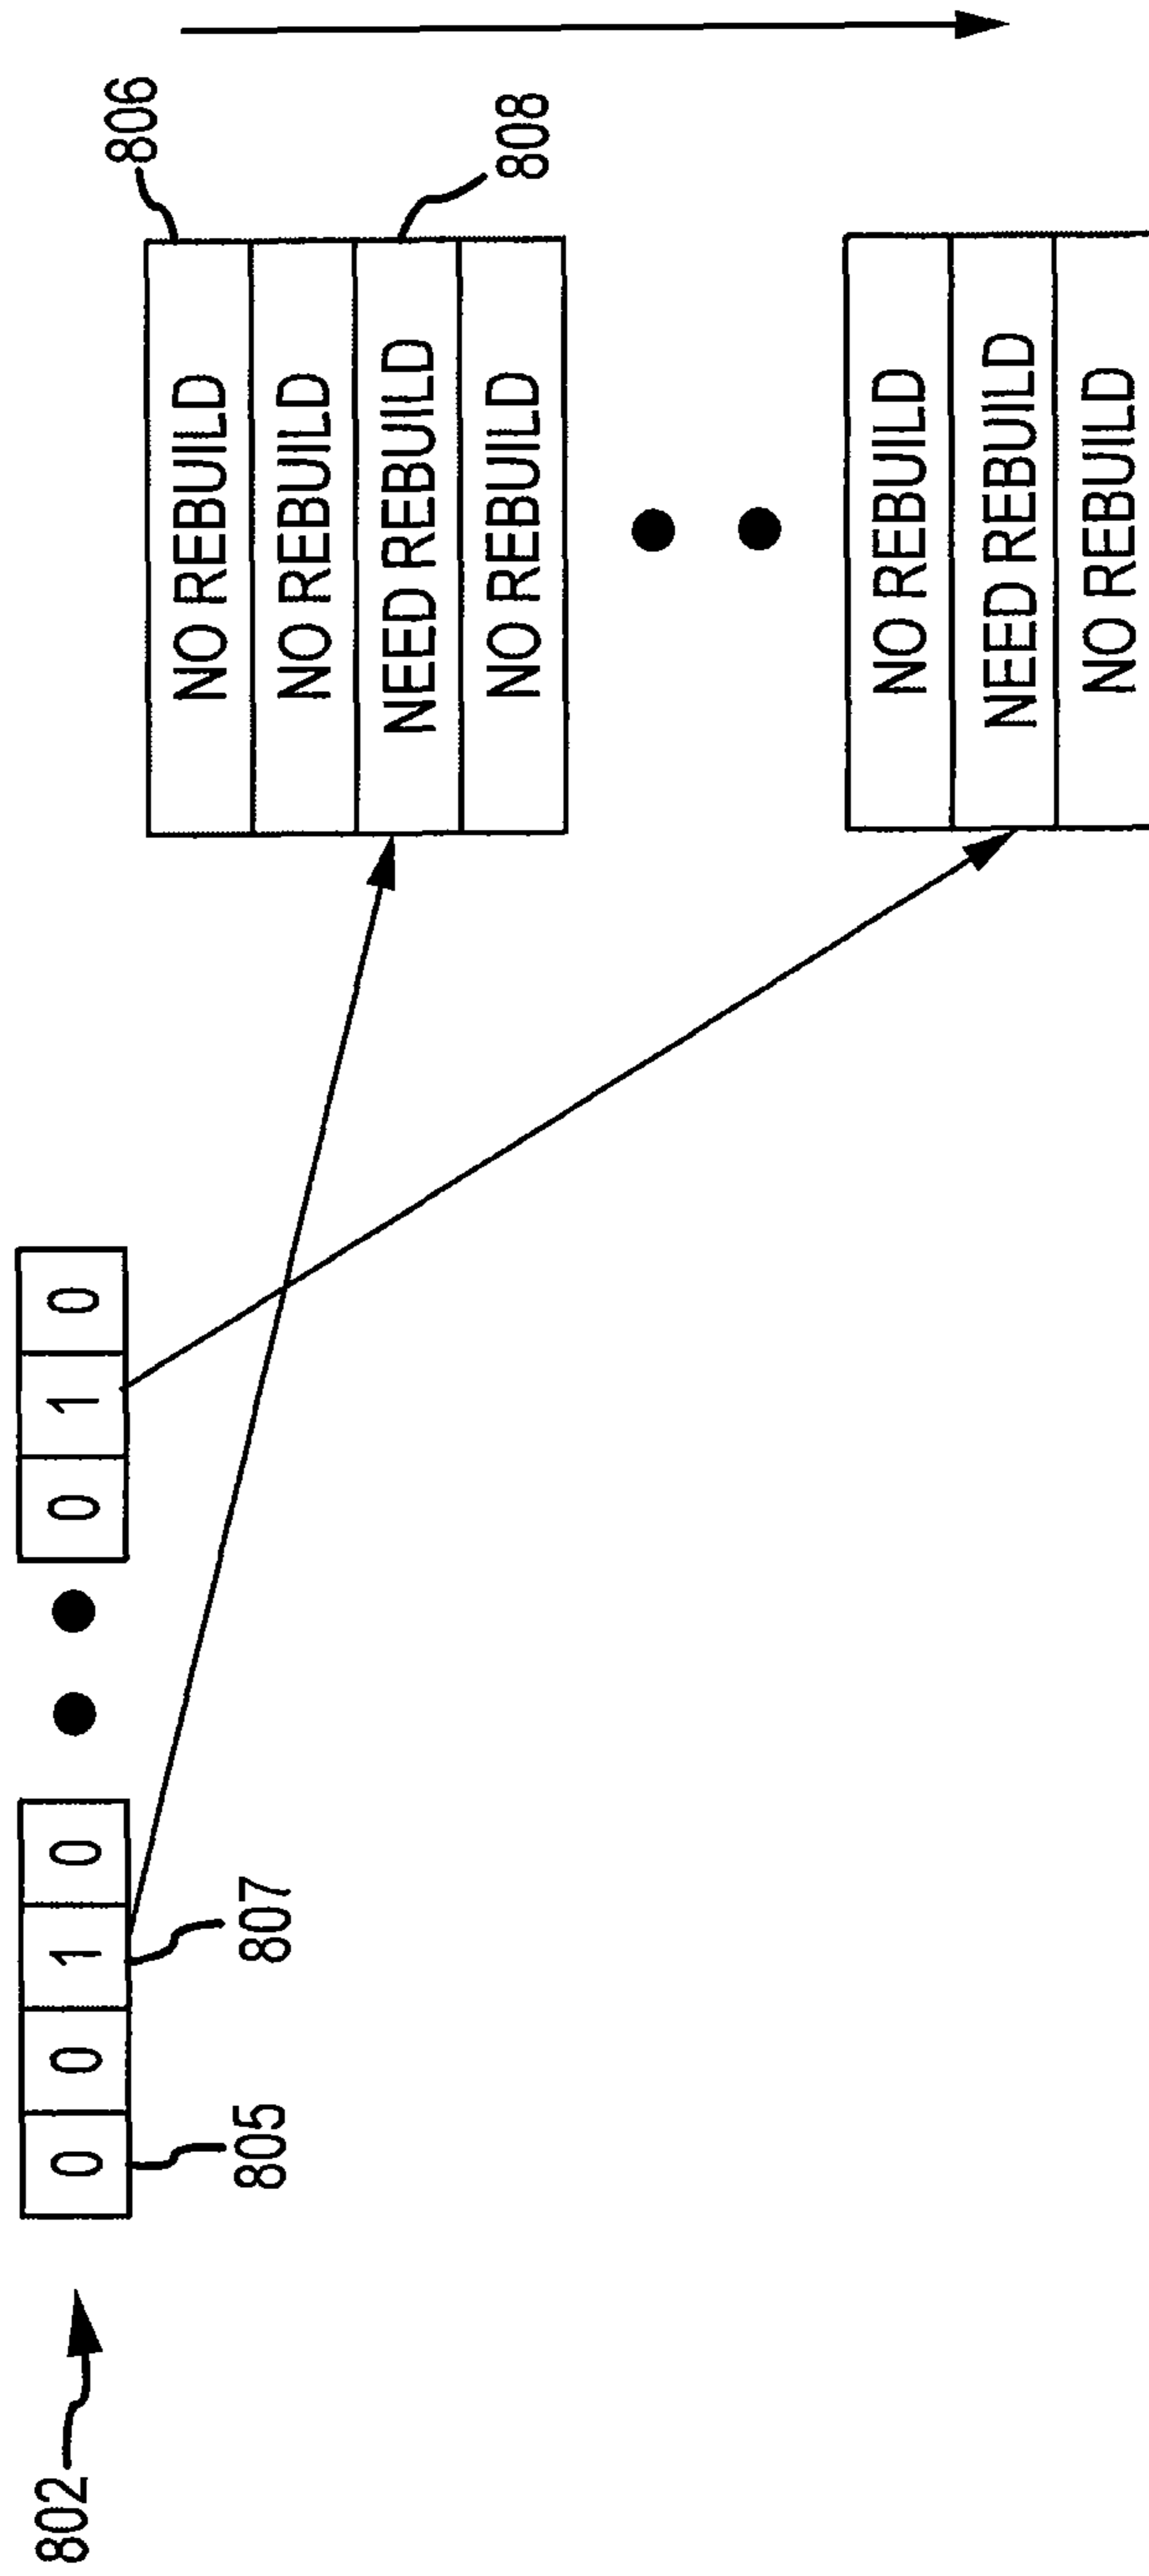 802
0 0 1 0
0 1 0
805
807
806
NO REBUILD
NO REBUILD
NEED REBUILD
808
NO REBUILD
NO REBUILD
NEED REBUILD
NO REBUILD